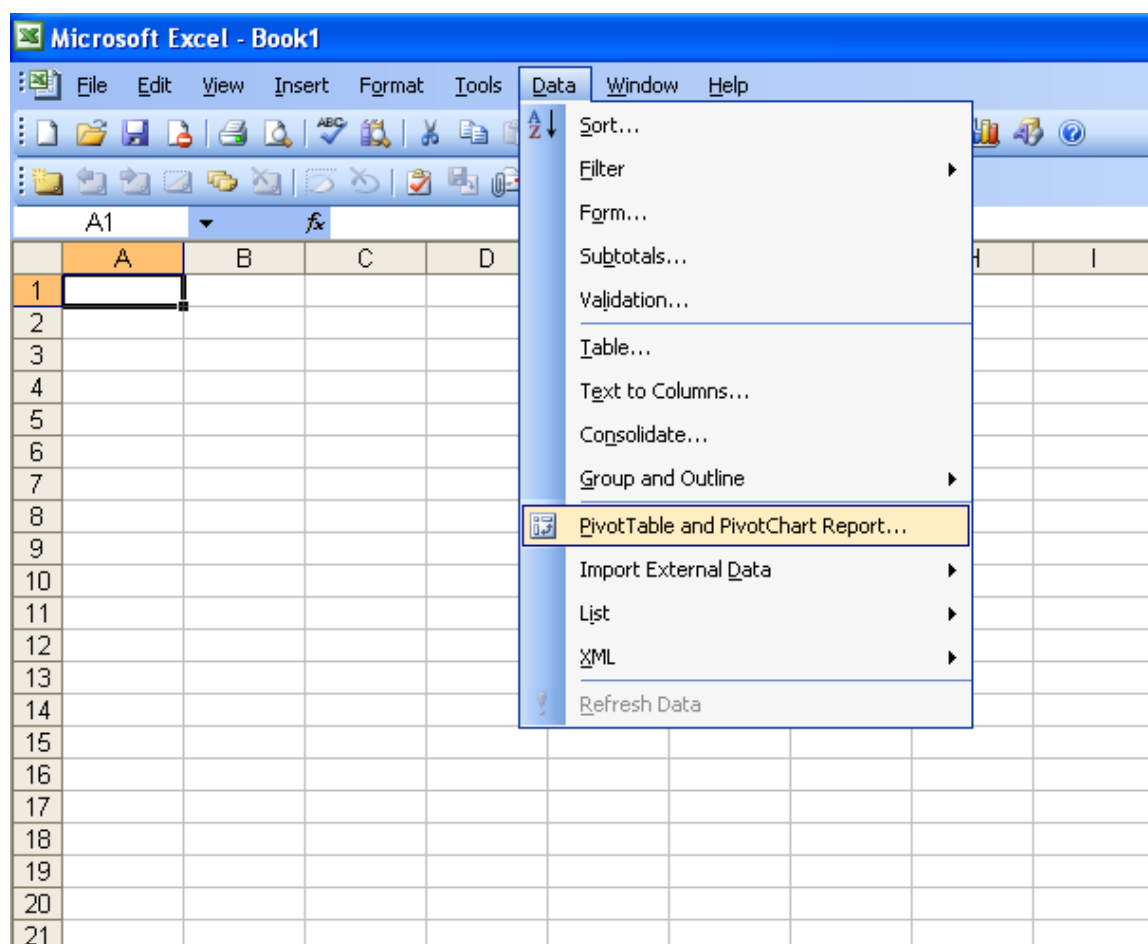 Microsoft Excel - Book1
File Edit View Insert Format Tools Data Window Help
ABC
A1 fx
A B C D H I
1
2
3
4
5
6
7
8
9
10
11
12
13
14
15
16
17
18
19
20
21
AZ Sort...
Filter
Form...
Subtotals...
Validation...
Table...
Text to Columns...
Consolidate...
Group and Outline
PivotTable and PivotChart Report...
Import External Data
List
XML
Refresh Data